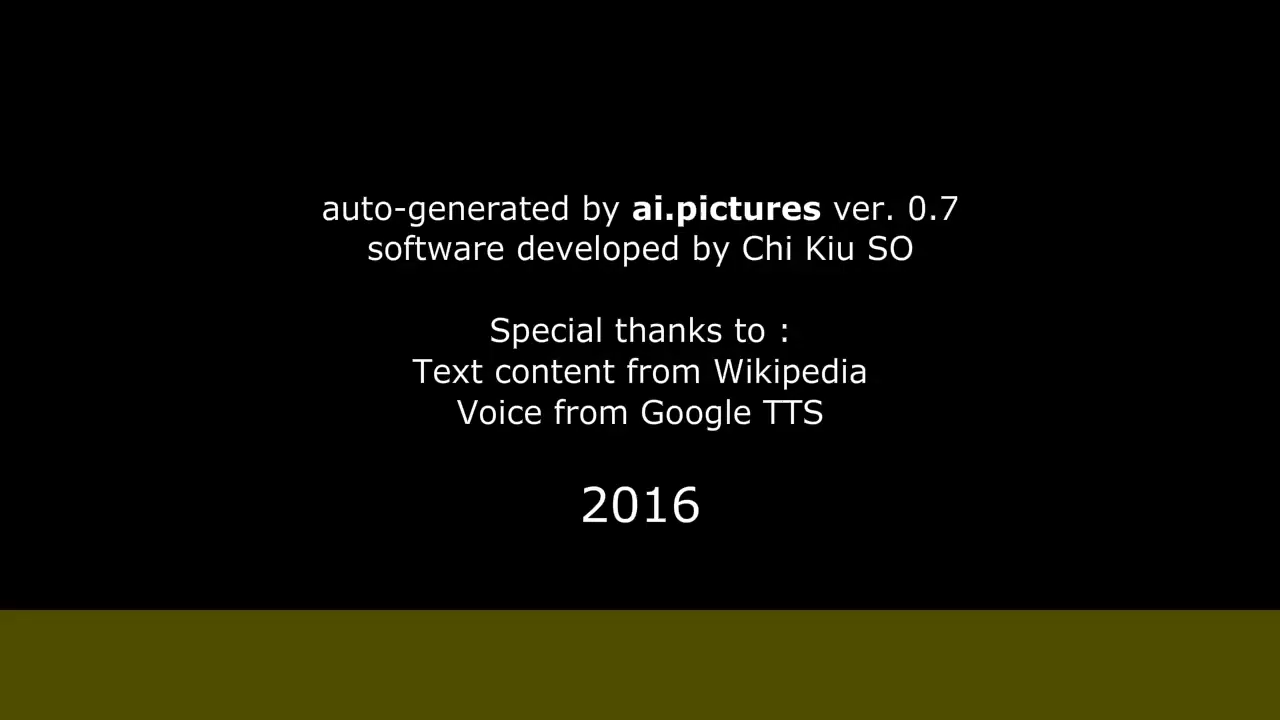 auto-generated by ai.pictures ver. 0.7
software developed by Chi Kiu SO
Special thanks to :
Text content from Wikipedia
Voice from Google TTS
2016